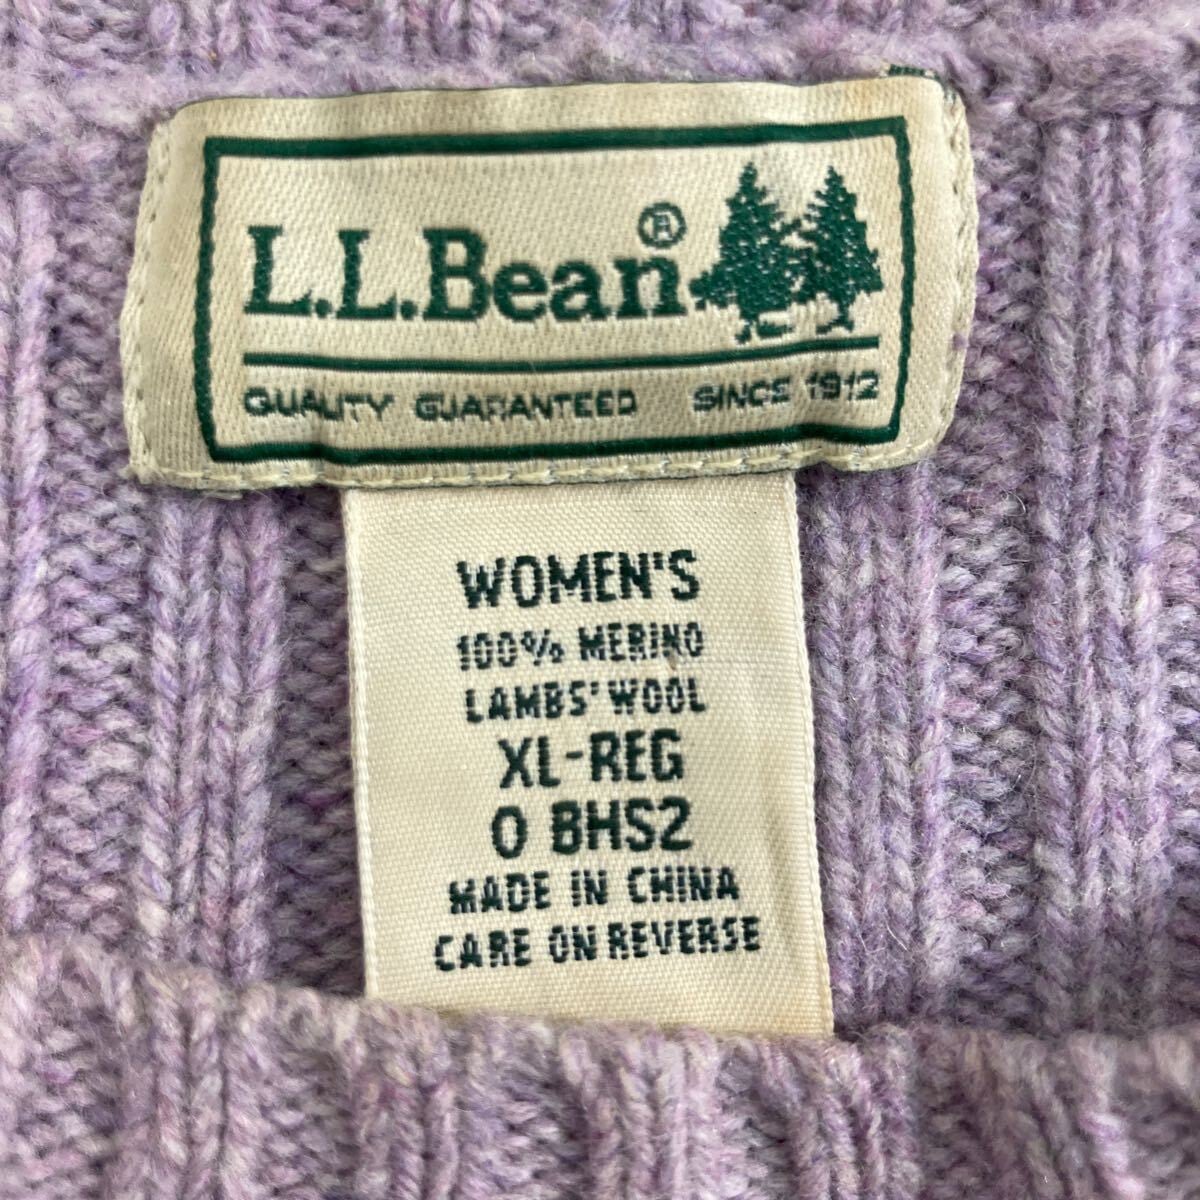 L.L.Bean®
QUALITY GUARANTEED SINCE 1912
WOMEN'S
100% MERINO
LAMBS' WOOL
XL-REG
0 BHS2
MADE IN CHINA
CARE ON REVERSE